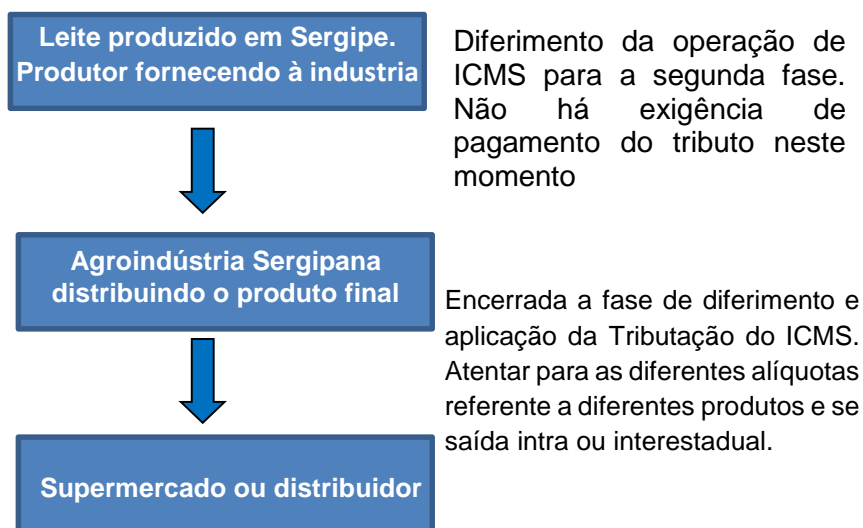 Leite produzido em Sergipe.
Produtor fornecendo à industria
Diferimento da operação de
ICMS para a segunda fase.
Não há exigência de
pagamento do tributo neste
momento
Agroindústria Sergipana
distribuindo o produto final
Encerrada a fase de diferimento e
aplicação da Tributação do ICMS.
Atentar para as diferentes alíquotas
referente a diferentes produtos e se
saída intra ou interestadual.
Supermercado ou distribuidor